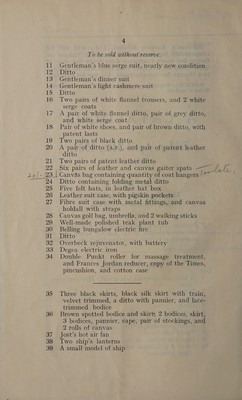 4
To be sold without reserve.
11 Gentleman's blue serge suit, nearly new condition
12 Ditto
13 Gentleman's dinner suit
14 Gentleman's light cashmere suit
15 Ditto
16 Two pairs of white flannel trousers, and 2 white
serge coats
17 A pair of white flannel ditto, pair of grey ditto,
and white serge coat
18 Pair of white shoes, and pair of brown ditto, with
patent lasts
19 Two pairs of black ditto
20 A pair of ditto and pair of patent leather
ditto
21 Two pairs of patent leather ditto
22 Six pairs of leather and canvas gaiter spats
23 Canvas bag containing quantity of coat hangers
24 Ditto containing folding metal ditto
25 Five felt hats, in leather hat box
26 Leather suit case, with pigskin pockets
27 Fibre suit case with metal fittings, and canvas
holdall with straps
28 Canvas golf bag, umbrella, and 2 walking sticks
29 Well-made polished teak plant tub
30 Belling bungalow electric fire
31 Ditto
32 Overbeck rejuvenator, with battery
33 Degea electric iron
34 Double Punkt roller for massage treatment,
and Frances Jordan reducer, copy of the Times,
pincushion, and cotton case
35 Three black skirts, black silk skirt with train,
velvet trimmed, a ditto with pannier, and lace-
trimmed bodice
36 Brown spotted bodice and skirt, 2 bodices, skirt,
3 bodices, pannier, cape, pair of stockings, and
2 rolls of canvas
37 Jost's hot air fan
38 Two ship's lanterns
39 A small model of ship